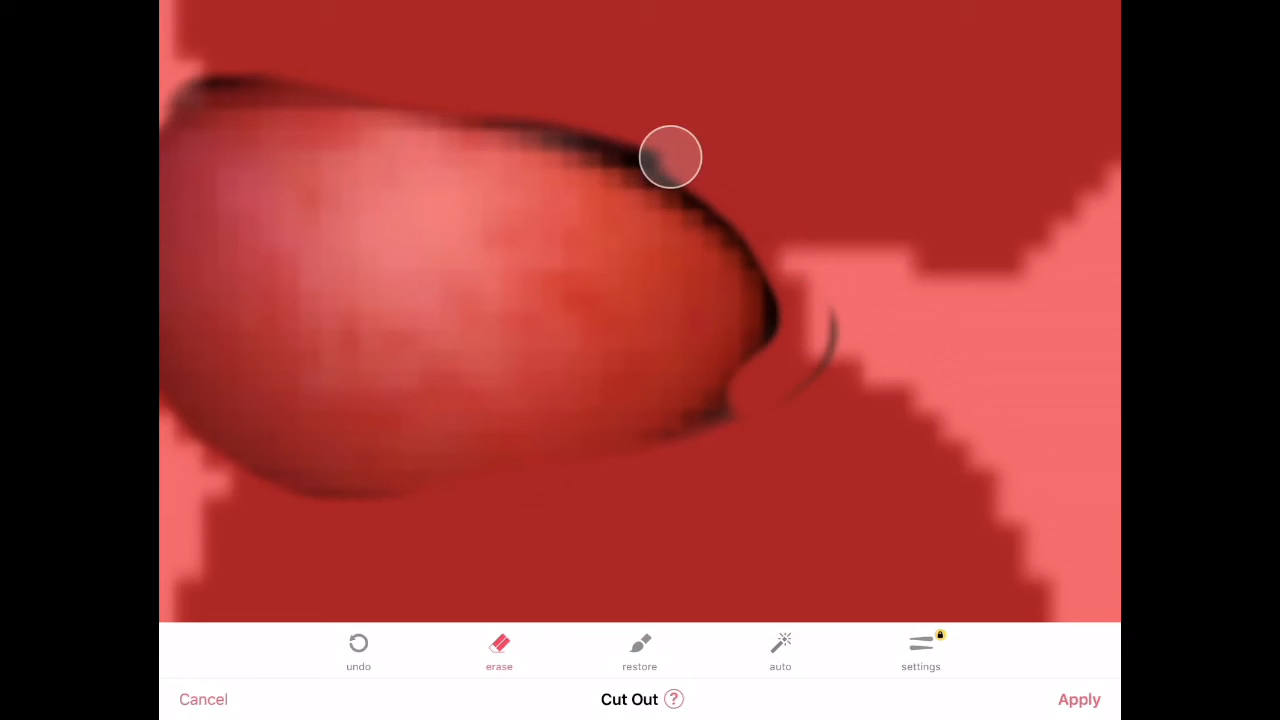 undo
erase
restore
auto
settings
Cancel
Cut Out ?
Apply